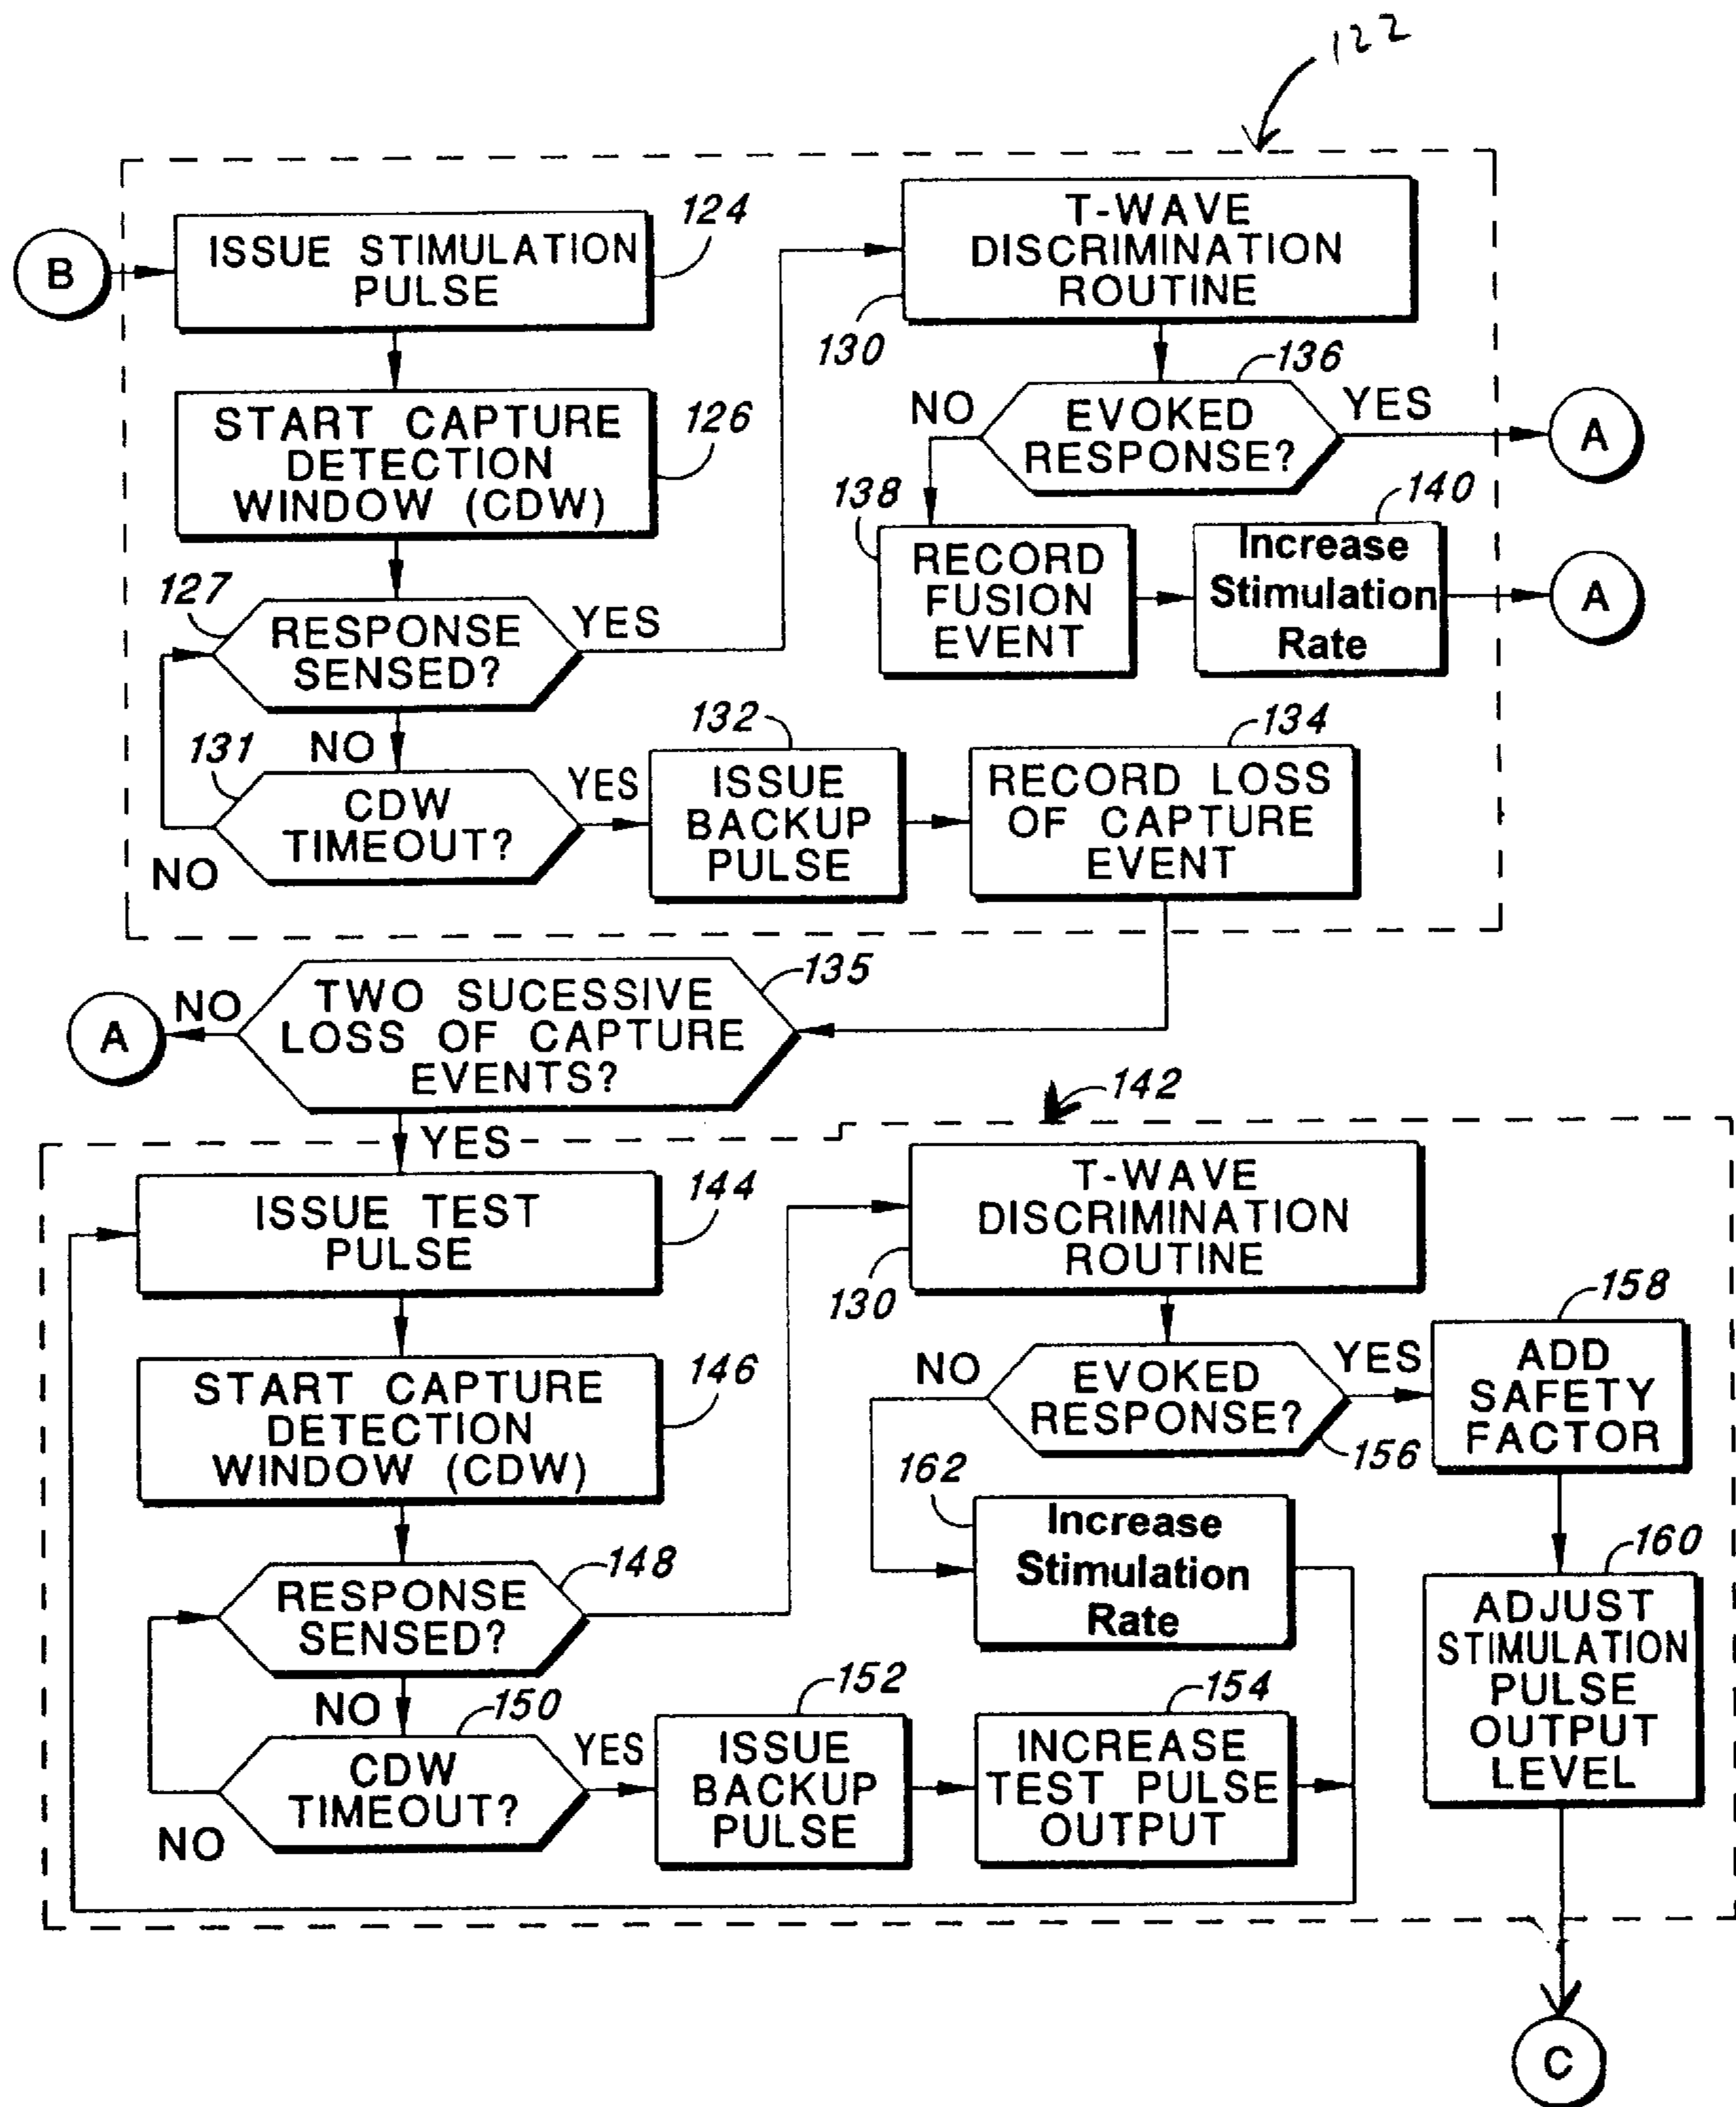 122
B
ISSUE STIMULATION
PULSE
124
START CAPTURE
DETECTION
WINDOW (CDW)
126
127
RESPONSE
SENSED?
YES
NO
131
CDW
TIMEOUT?
NO
YES
132
ISSUE
BACKUP
PULSE
134
RECORD LOSS
OF CAPTURE
EVENT
T-WAVE
DISCRIMINATION
ROUTINE
130
136
NO
EVOKED
RESPONSE?
YES
A
138
RECORD
FUSION
EVENT
140
Increase
Stimulation
Rate
A
135
TWO SUCESSIVE
LOSS OF CAPTURE
EVENTS?
NO
A
YES
142
ISSUE TEST
PULSE
144
START CAPTURE
DETECTION
WINDOW (CDW)
146
RESPONSE
SENSED?
148
NO
150
CDW
TIMEOUT?
NO
YES
152
ISSUE
BACKUP
PULSE
154
INCREASE
TEST PULSE
OUTPUT
T-WAVE
DISCRIMINATION
ROUTINE
130
NO
EVOKED
RESPONSE?
YES
156
158
ADD
SAFETY
FACTOR
162
Increase
Stimulation
Rate
160
ADJUST
STIMULATION
PULSE
OUTPUT
LEVEL
C